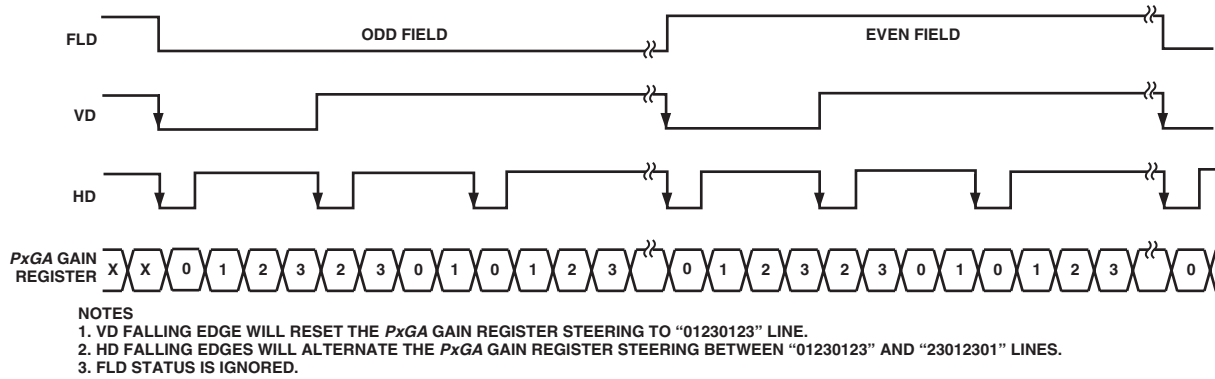 FLD
ODD FIELD
EVEN FIELD
VD
HD
PxGA GAIN
REGISTER
X X 0 1 2 3 2 3 0 1 0 1 2 3 0 1 2 3 2 3 0 1 0 1 2 3 0
NOTES
1. VD FALLING EDGE WILL RESET THE PxGA GAIN REGISTER STEERING TO “01230123” LINE.
2. HD FALLING EDGES WILL ALTERNATE THE PxGA GAIN REGISTER STEERING BETWEEN “01230123” AND “23012301” LINES.
3. FLD STATUS IS IGNORED.